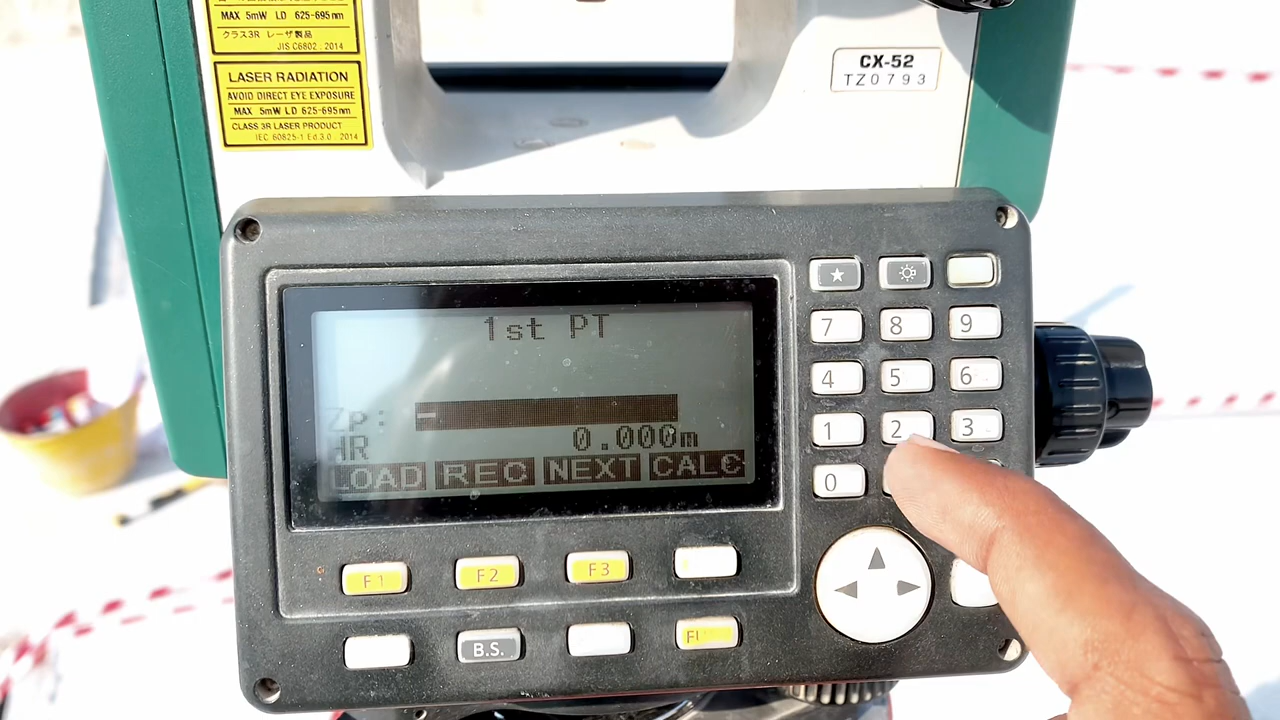 MAX 5mW LD 625-695nm
クラス3R レーザ製品
JIS C6802 . 2014
LASER RADIATION
AVOID DIRECT EYE EXPOSURE
MAX 5mW LD 625-695nm
CLASS 3R LASER PRODUCT
IEC 60825-1 Ed.3.0 . 2014
CX-52
TZ0793
1st PT
Zp:
HR 0.000m
LOAD REC NEXT CALC
7 8 9
4 5 6
1 2 3
0
F1 F2 F3
B.S.